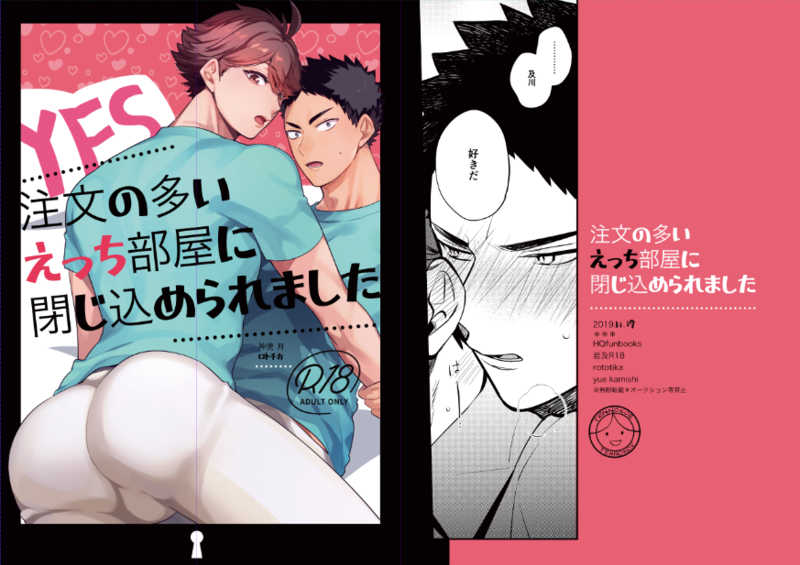 YES
注文の多い
えっち部屋に
閉じ込められました
ロトチカ
R18
ADULT ONLY
…………
及川
好きだ
は
注文の多い
えっち部屋に
閉じ込められました
2019.
HQfunbooks
岩及R18
rototika
yue kamishi